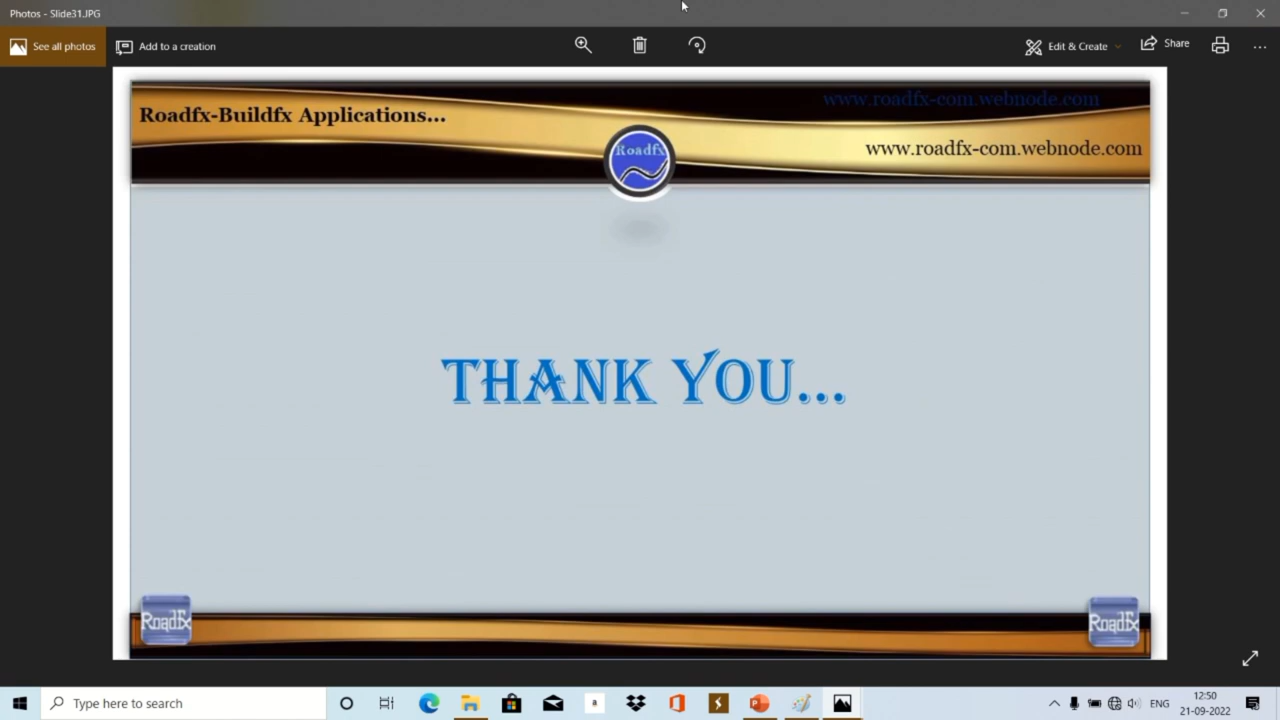 Photos - Slide31.JPG
See all photos
Add to a creation
Edit & Create
Share
www.roadfx-com.webnode.com
Roadfx-Buildfx Applications...
Roadfx
www.roadfx-com.webnode.com
THANK YOU...
RoadFx
RoadFx
Type here to search
a
ENG
12:50
21-09-2022